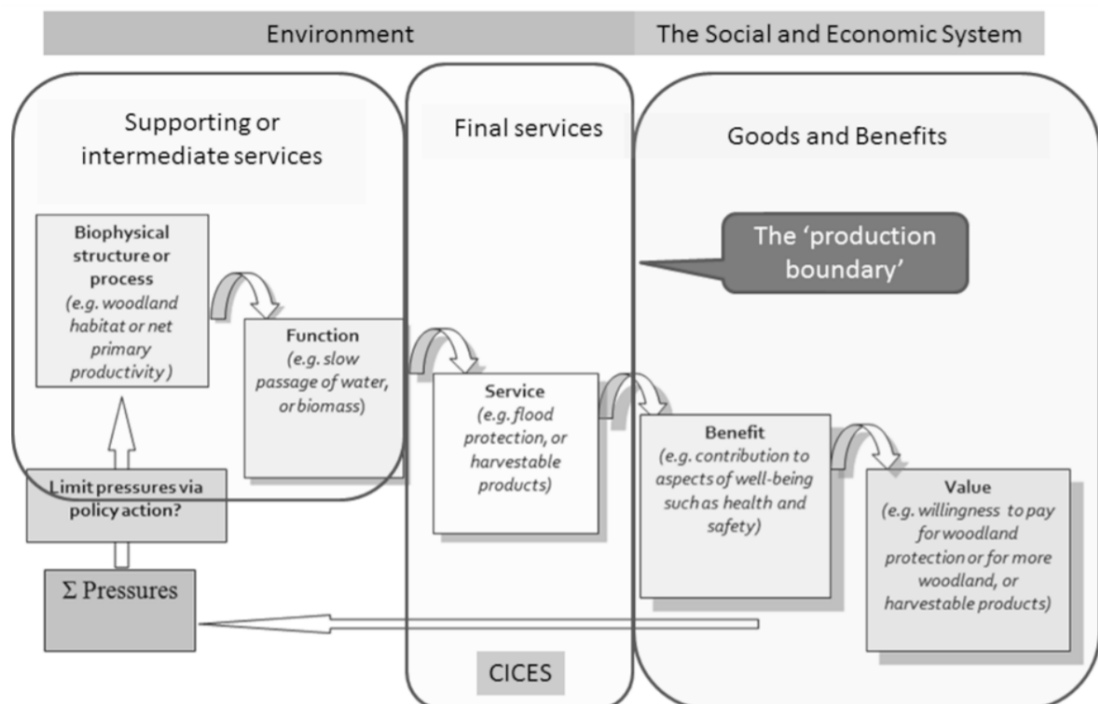 Environment
The Social and Economic System
Supporting or
intermediate services
Final services
Goods and Benefits
The ‘production
boundary’
Biophysical
structure or
process
(e.g. woodland
habitat or net
primary
productivity )
Function
(e.g. slow
passage of water,
or biomass)
Service
(e.g. flood
protection, or
harvestable
products)
Benefit
(e.g. contribution to
aspects of well-being
such as health and
safety)
Value
(e.g. willingness to pay
for woodland
protection or for more
woodland, or
harvestable products)
Limit pressures via
policy action?
Σ Pressures
CICES